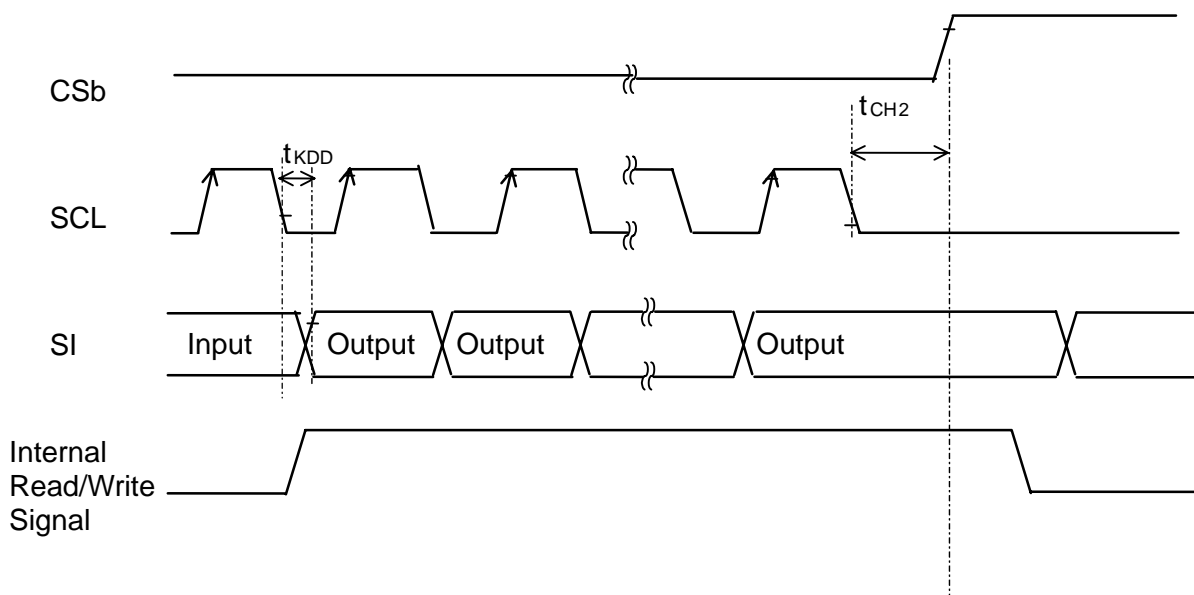 CSb
tCH2
tKDD
SCL
SI
Input
Output
Output
Output
Internal
Read/Write
Signal